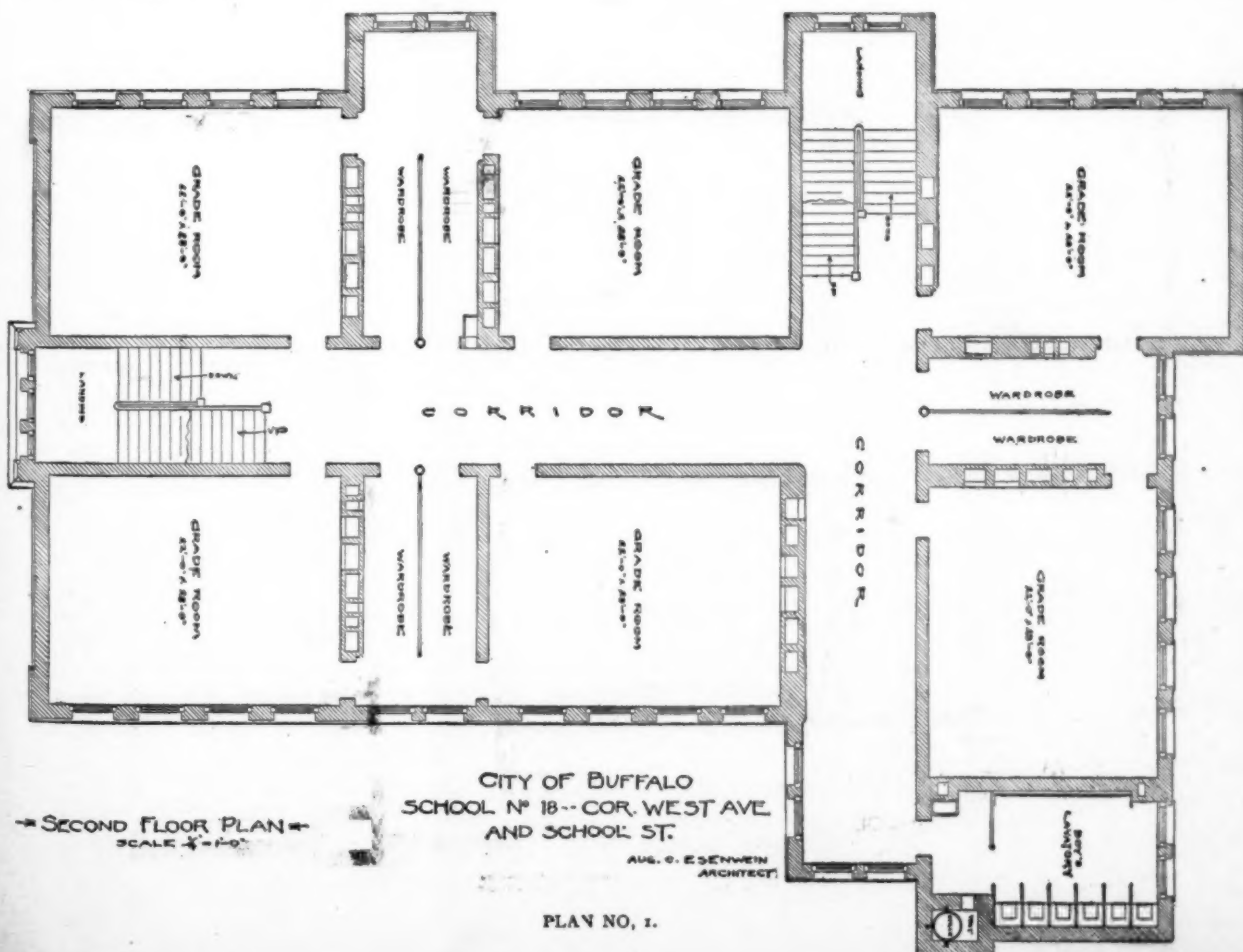 LANDING
GRADE ROOM
GRADE ROOM
GRADE ROOM
WARDROBE
WARDROBE
DOWN
UP
LANDING
DOWN
UP
CORRIDOR
WARDROBE
WARDROBE
CORRIDOR
GRADE ROOM
GRADE ROOM
GRADE ROOM
WARDROBE
WARDROBE
BOY'S
LAVATORY
CITY OF BUFFALO
SCHOOL Nº 18--COR. WEST AVE
AND SCHOOL ST.
SECOND FLOOR PLAN
AUG. C. ESENWEIN
ARCHITECT.
PLAN NO, 1.